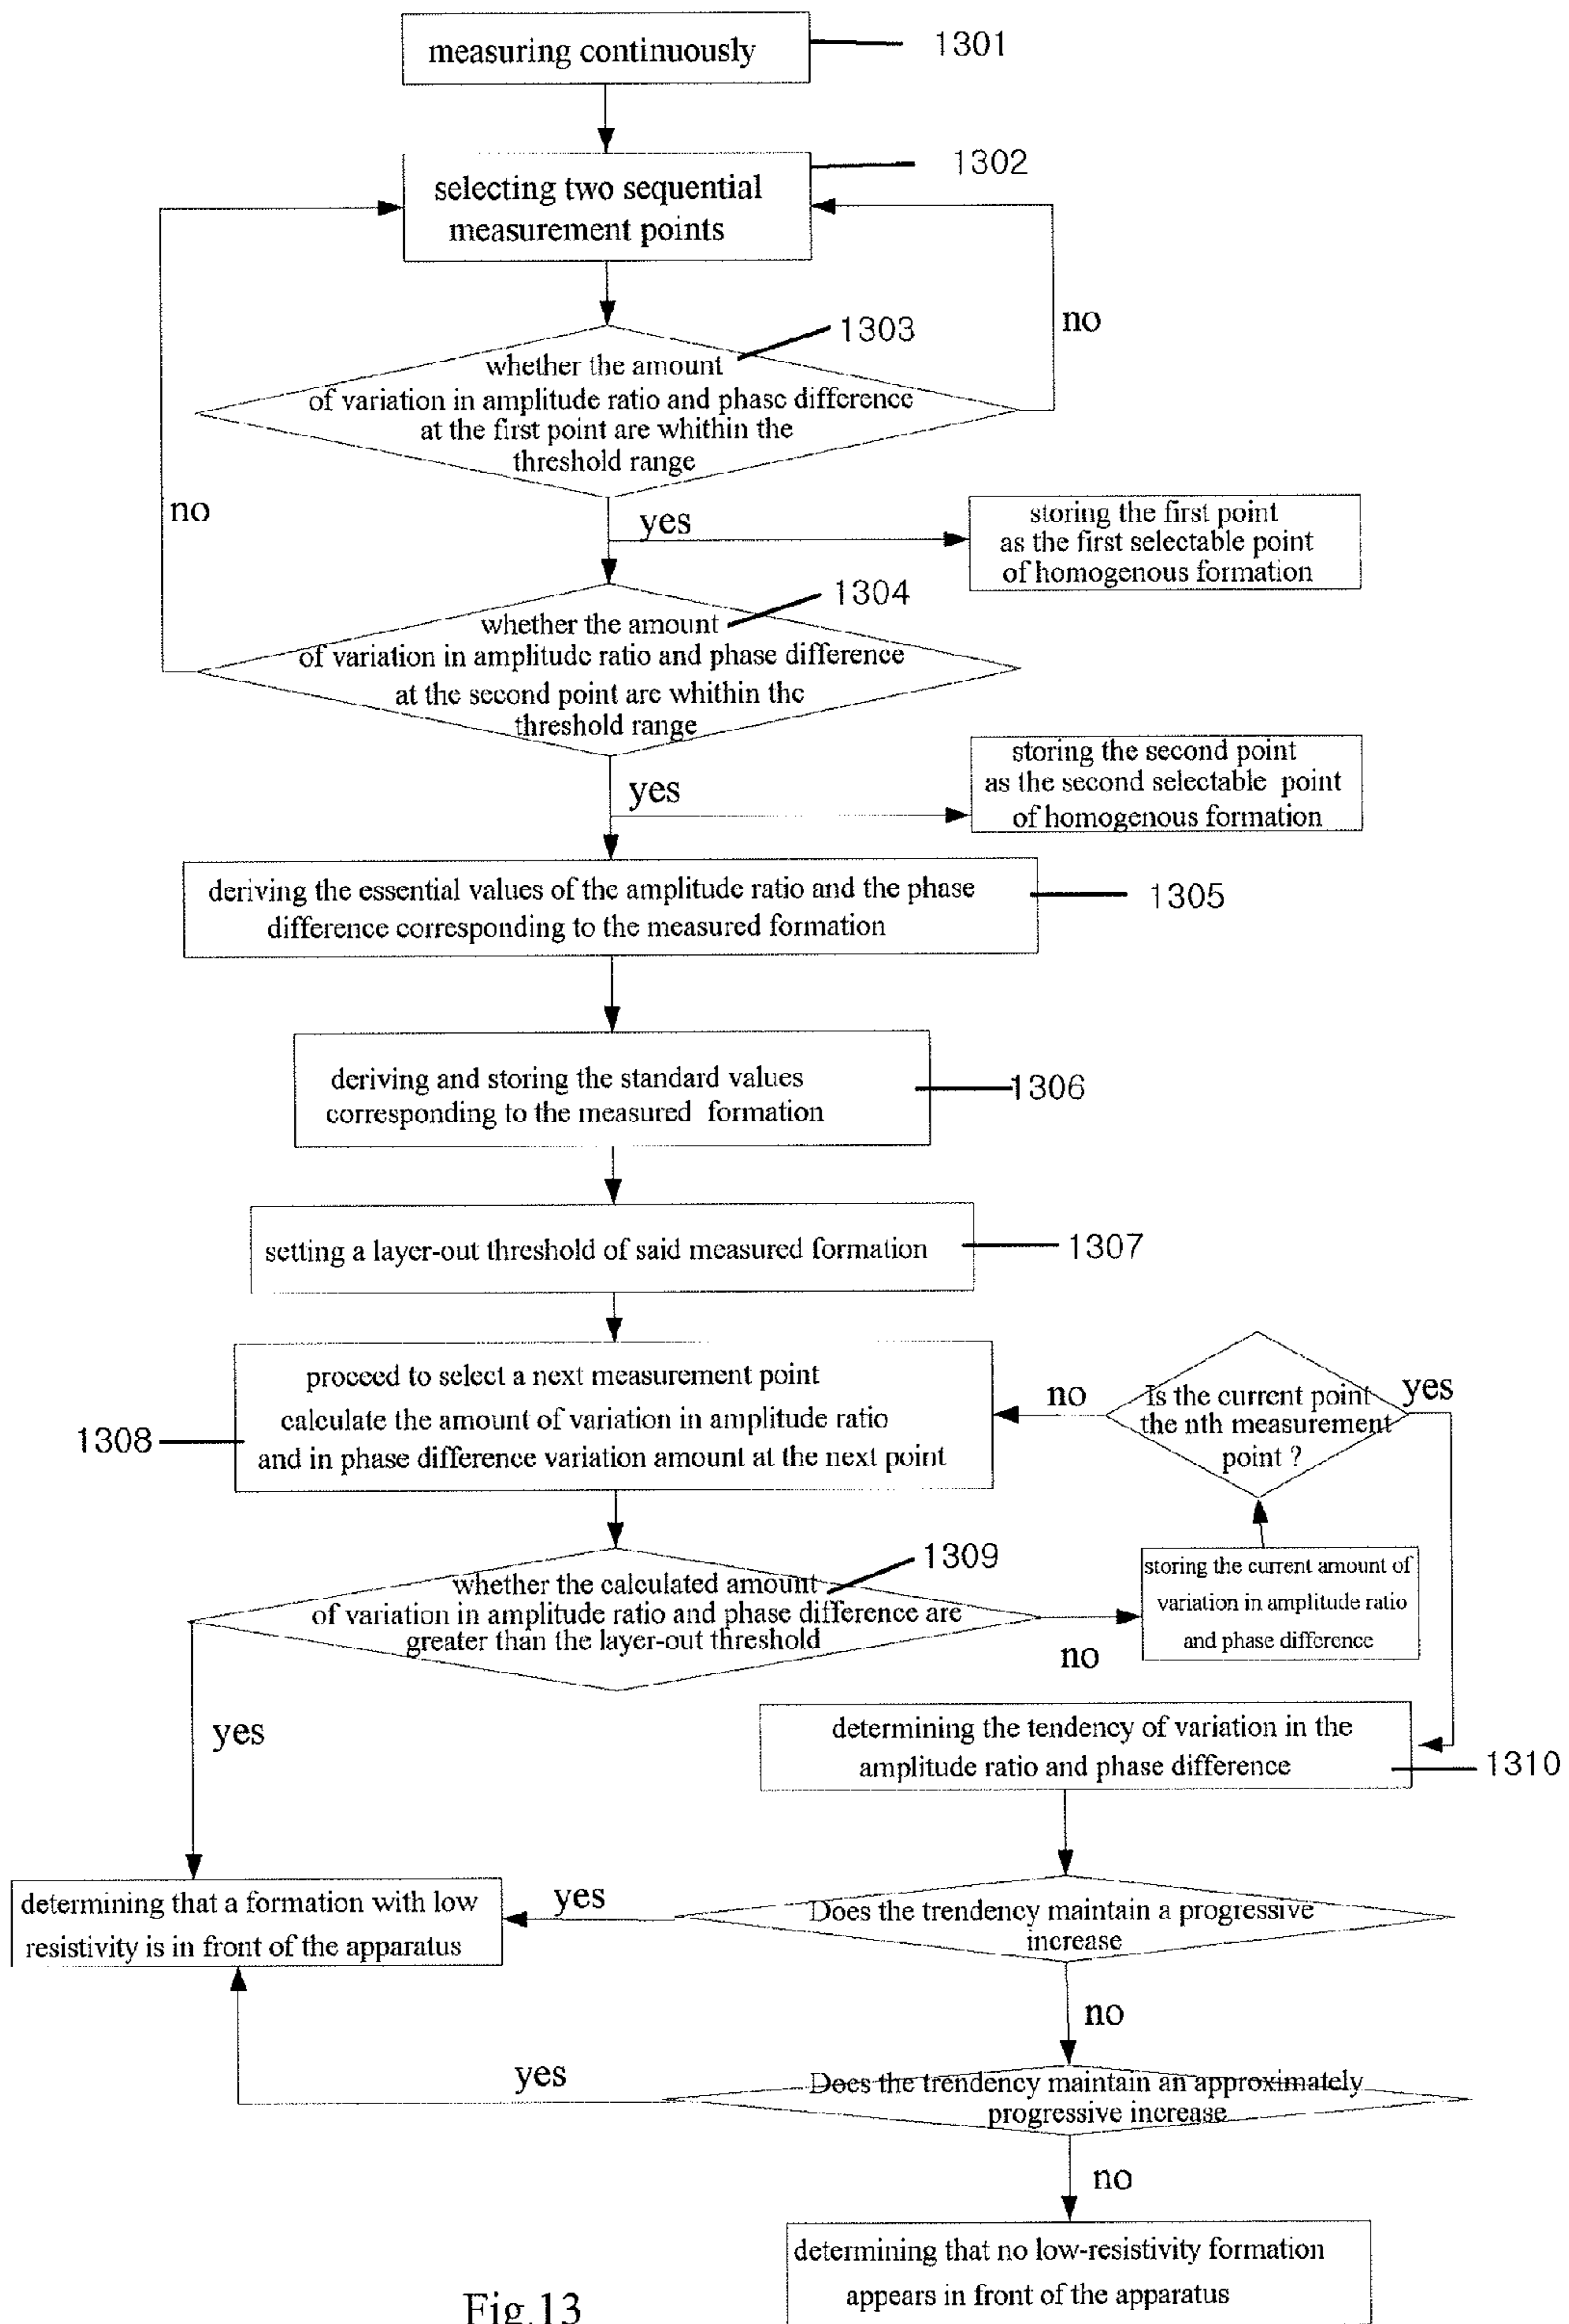 measuring continuously
1301
selecting two sequential
measurement points
1302
no
whether the amount
of variation in amplitude ratio and phase difference
at the first point are whithin the
threshold range
1303
no
yes
storing the first point
as the first selectable point
of homogenous formation
whether the amount
of variation in amplitude ratio and phase difference
at the second point are whithin the
threshold range
1304
yes
storing the second point
as the second selectable point
of homogenous formation
deriving the essential values of the amplitude ratio and the phase
difference corresponding to the measured formation
1305
deriving and storing the standard values
corresponding to the measured formation
1306
setting a layer-out threshold of said measured formation
1307
proceed to select a next measurement point
calculate the amount of variation in amplitude ratio
and in phase difference variation amount at the next point
1308
no
Is the current point
the nth measurement
point ?
yes
whether the calculated amount
of variation in amplitude ratio and phase difference are
greater than the layer-out threshold
1309
no
storing the current amount of
variation in amplitude ratio
and phase difference
yes
determining the tendency of variation in the
amplitude ratio and phase difference
1310
determining that a formation with low
resistivity is in front of the apparatus
yes
Does the trendency maintain a progressive
increase
no
yes
Does the trendency maintain an approximately
progressive increase
no
determining that no low-resistivity formation
appears in front of the apparatus
Fig.13